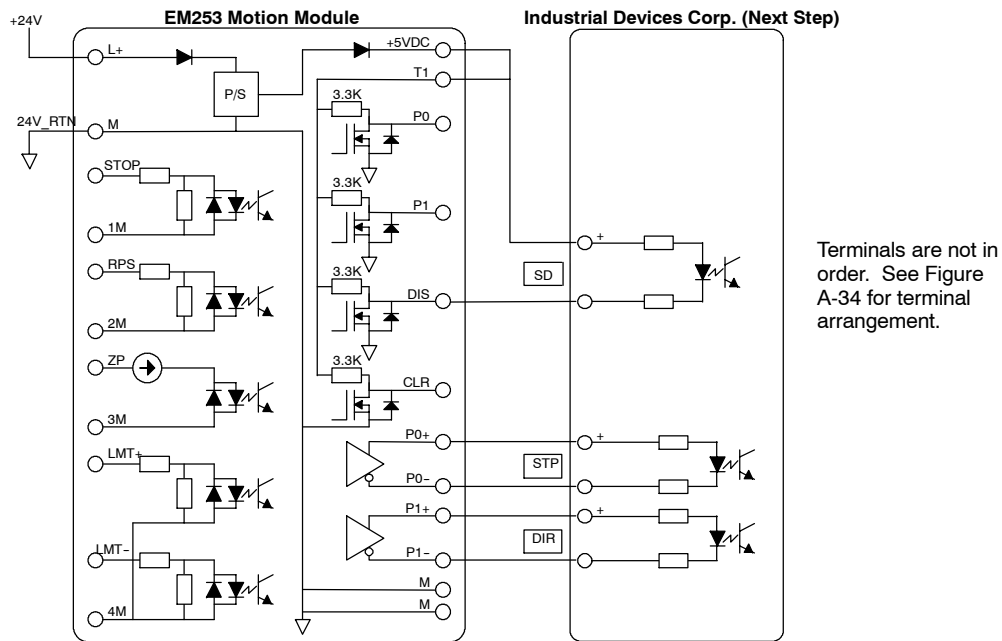 EM253 Motion Module
Industrial Devices Corp. (Next Step)
+24V
L+
+5VDC
T1
P/S
3.3K
P0
24V_RTN
M
STOP
3.3K
P1
1M
RPS
SD
3.3K
DIS
2M
ZP
3.3K
CLR
3M
P0+
+
LMT+
STP
P0−
P1+
+
DIR
LMT−
P1−
M
4M
M
+
Terminals are not in
order. See Figure
A-34 for terminal
arrangement.